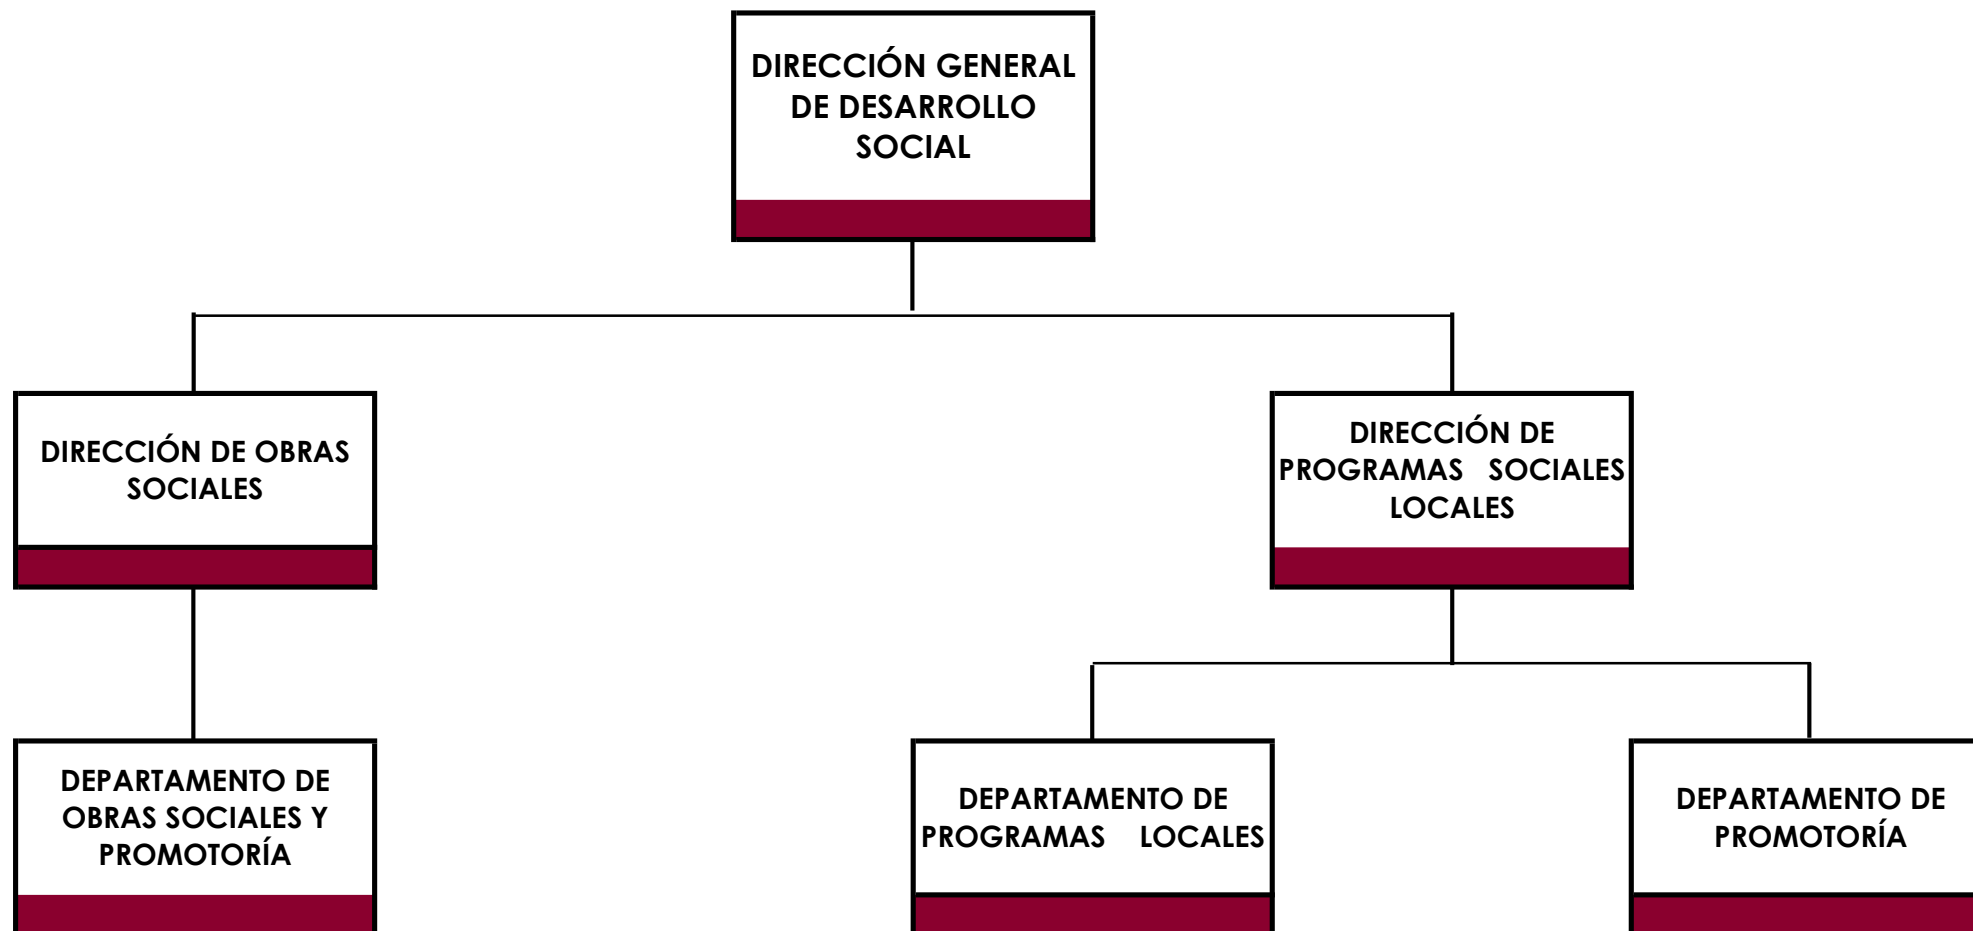 DIRECCIÓN GENERAL
DE DESARROLLO
SOCIAL
DIRECCIÓN DE OBRAS
SOCIALES
DIRECCIÓN DE
PROGRAMAS SOCIALES
LOCALES
DEPARTAMENTO DE
OBRAS SOCIALES Y
PROMOTORÍA
DEPARTAMENTO DE
PROGRAMAS LOCALES
DEPARTAMENTO DE
PROMOTORÍA